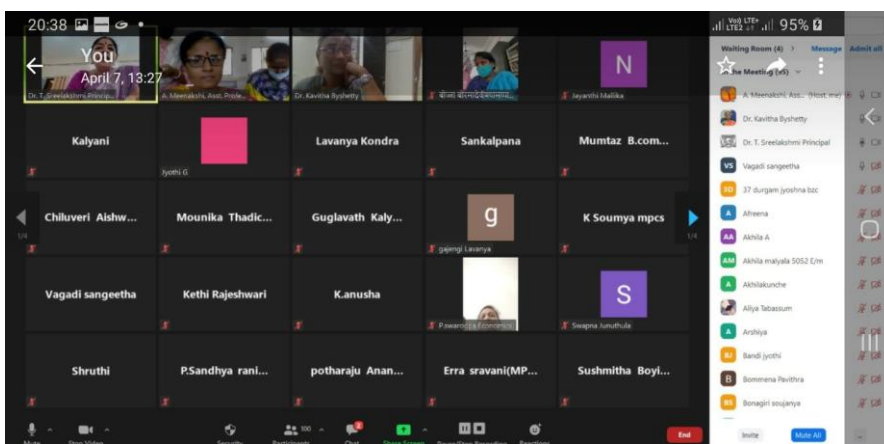 20:38
95%
You
April 7, 13:27
Dr. T. Sreelakshmi Princip...
A. Meenakshi, Asst. Profe...
Dr. Kavitha Byshetty
N
Jayanthi Mallika
Kalyani
Jyothi G
Lavanya Kondra
Sankalpana
Mumtaz B.com...
Chiluveri Aishw...
Mounika Thadic...
Guglavath Kaly...
g
gajengi Lavanya
K Soumya mpcs
1/4
1/4
Vagadi sangeetha
Kethi Rajeshwari
K.anusha
S
Swapna Junuthula
Shruthi
P.Sandhya rani...
potharaju Anan...
Erra sravani(MP...
Sushmitha Boyi...
Mute
Stop Video
Security
Participants
100
Chat
Share Screen
Pause/Stop Recording
Reactions
End
Waiting Room (4)
Message
Admit all
A. Meenakshi, Ass... (Host, me)
Dr. Kavitha Byshetty
Dr. T. Sreelakshmi Principal
VS Vagadi sangeetha
37 durgam jyoshna bzc
A Afreena
AA Akhila A
AM Akhila malyala 5052 E/m
A Akhilakunche
Aliya Tabassum
A Arshiya
BJ Bandi jyothi
B Bommena Pavithra
BS Bonagiri soujanya
Invite
Mute All